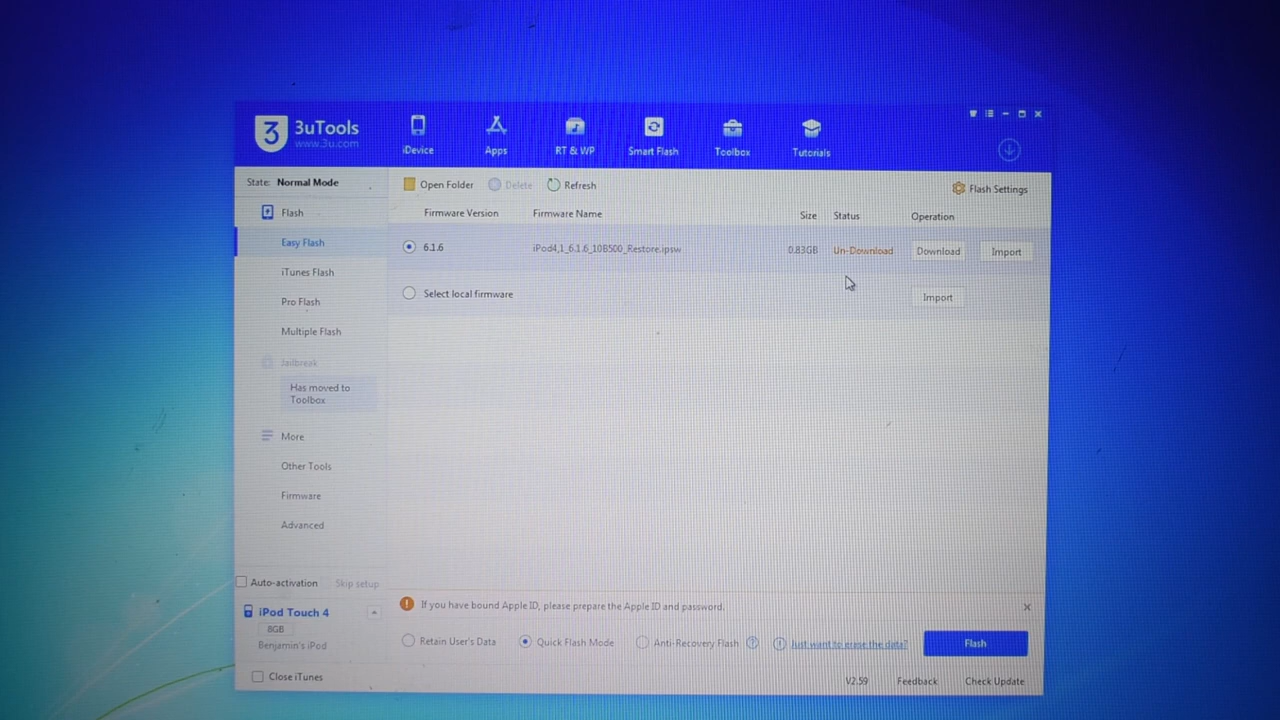 3 3uTools
www.3u.com
iDevice
Apps
RT & WP
Smart Flash
Toolbox
Tutorials
State: Normal Mode
Open Folder
Delete
Refresh
Flash Settings
Flash
Firmware Version
Firmware Name
Size
Status
Operation
Easy Flash
6.1.6
iPod4,1_6.1.6_10B500_Restore.ipsw
0.83GB
Un-Download
Download
Import
iTunes Flash
Select local firmware
Import
Pro Flash
Multiple Flash
Jailbreak
Has moved to
Toolbox
More
Other Tools
Firmware
Advanced
Auto-activation
Skip setup
If you have bound Apple ID, please prepare the Apple ID and password.
iPod Touch 4
8GB
Benjamin's iPod
Retain User's Data
Quick Flash Mode
Anti-Recovery Flash
Just want to erase the data?
Flash
Close iTunes
V2.59
Feedback
Check Update